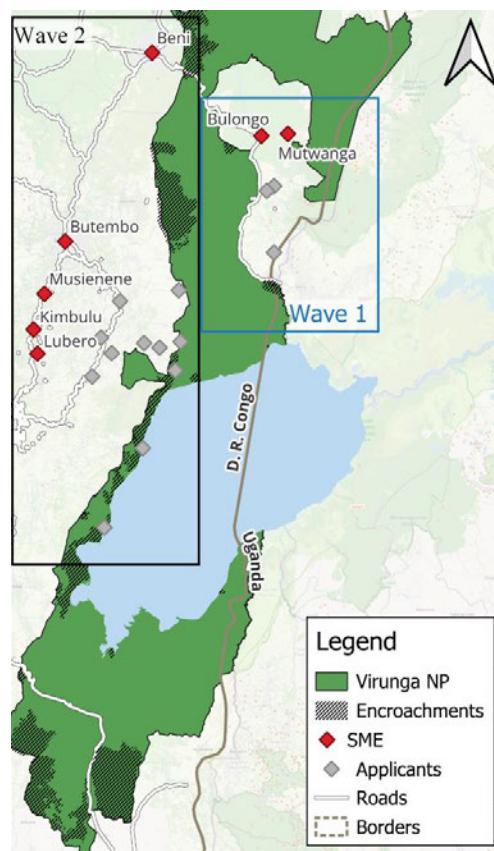 Wave 2
Beni
Bulongo
Mutwanga
Butembo
Musienene
Wave 1
Kimbulu
Lubero
D. R. Congo
Uganda
Legend
Virunga NP
Encroachments
SME
Applicants
Roads
Borders